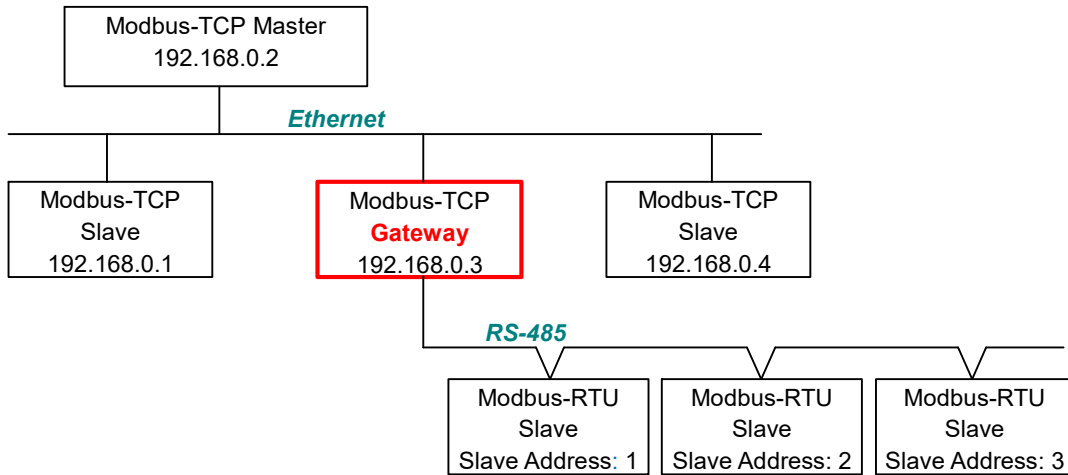 Modbus-TCP Master
192.168.0.2
Ethernet
Modbus-TCP
Slave
192.168.0.1
Modbus-TCP
Gateway
192.168.0.3
Modbus-TCP
Slave
192.168.0.4
RS-485
Modbus-RTU
Slave
Slave Address: 1
Modbus-RTU
Slave
Slave Address: 2
Modbus-RTU
Slave
Slave Address: 3